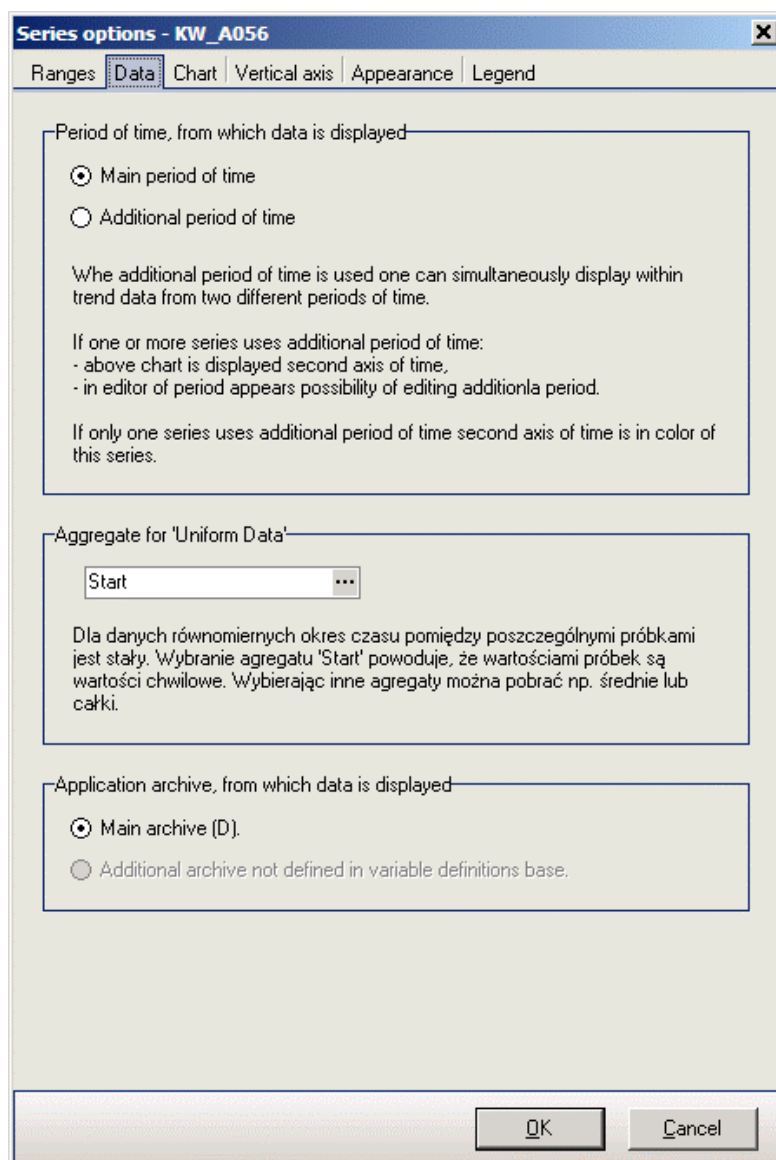 Series options - KW_A056
Ranges Data Chart Vertical axis Appearance Legend
Period of time, from which data is displayed
Main period of time
Additional period of time
Whe additional period of time is used one can simultaneously display within
trend data from two different periods of time.
If one or more series uses additional period of time:
- above chart is displayed second axis of time,
- in editor of period appears possibility of editing additionla period.
If only one series uses additional period of time second axis of time is in color of
this series.
Aggregate for 'Uniform Data'
Start ...
Dla danych równomiernych okres czasu pomiędzy poszczególnymi próbkami
jest stały. Wybranie agregatu 'Start' powoduje, że wartościami próbek są
wartości chwilowe. Wybierając inne agregaty można pobrać np. średnie lub
całki.
Application archive, from which data is displayed
Main archive (D).
Additional archive not defined in variable definitions base.
OK Cancel